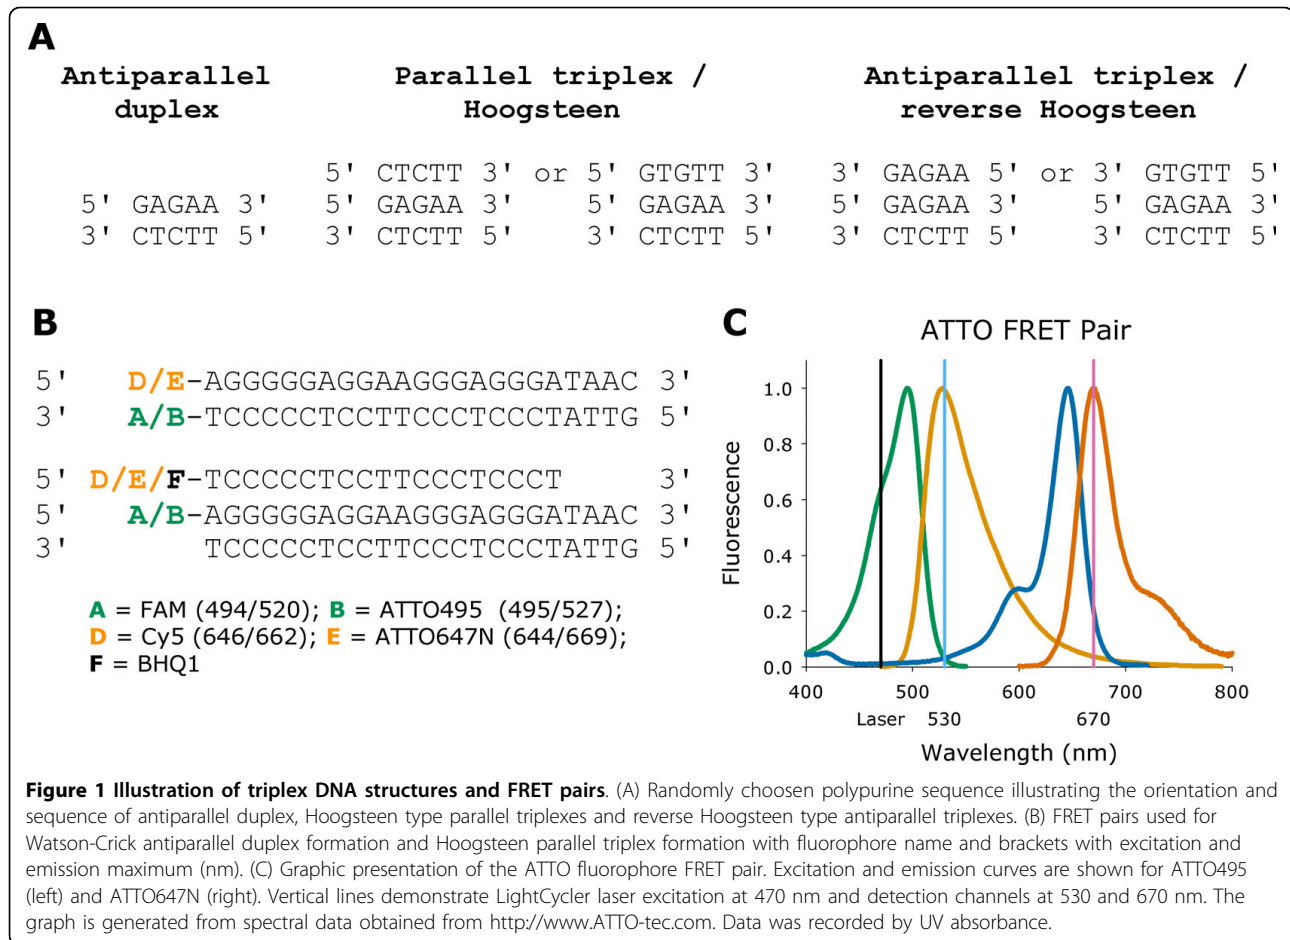 A
Antiparallel duplex
Parallel triplex / Hoogsteen
Antiparallel triplex / reverse Hoogsteen
5' GAGAA 3'
3' CTCTT 5'
5' CTCTT 3' or 5' GTGTT 3'
5' GAGAA 3' 5' GAGAA 3'
3' CTCTT 5' 3' CTCTT 5'
3' GAGAA 5' or 3' GTGTT 5'
5' GAGAA 3' 5' GAGAA 3'
3' CTCTT 5' 3' CTCTT 5'
B
5' D/E-AGGGGGAGGAAGGGAGGGATAAC 3'
3' A/B-TCCCCCTCCTTCCCTCCCTATTG 5'
5' D/E/F-TCCCCCTCCTTCCCTCCCT 3'
5' A/B-AGGGGGAGGAAGGGAGGGATAAC 3'
3' TCCCCCTCCTTCCCTCCCTATTG 5'
A = FAM (494/520); B = ATTO495 (495/527);
D = Cy5 (646/662); E = ATTO647N (644/669);
F = BHQ1
C
ATTO FRET Pair
Fluorescence
1.0
0.8
0.6
0.4
0.2
0.0
400 500 600 700 800
Laser 530 670
Wavelength (nm)
Figure 1 Illustration of triplex DNA structures and FRET pairs. (A) Randomly choosen polypurine sequence illustrating the orientation and
sequence of antiparallel duplex, Hoogsteen type parallel triplexes and reverse Hoogsteen type antiparallel triplexes. (B) FRET pairs used for
Watson-Crick antiparallel duplex formation and Hoogsteen parallel triplex formation with fluorophore name and brackets with excitation and
emission maximum (nm). (C) Graphic presentation of the ATTO fluorophore FRET pair. Excitation and emission curves are shown for ATTO495
(left) and ATTO647N (right). Vertical lines demonstrate LightCycler laser excitation at 470 nm and detection channels at 530 and 670 nm. The
graph is generated from spectral data obtained from http://www.ATTO-tec.com. Data was recorded by UV absorbance.